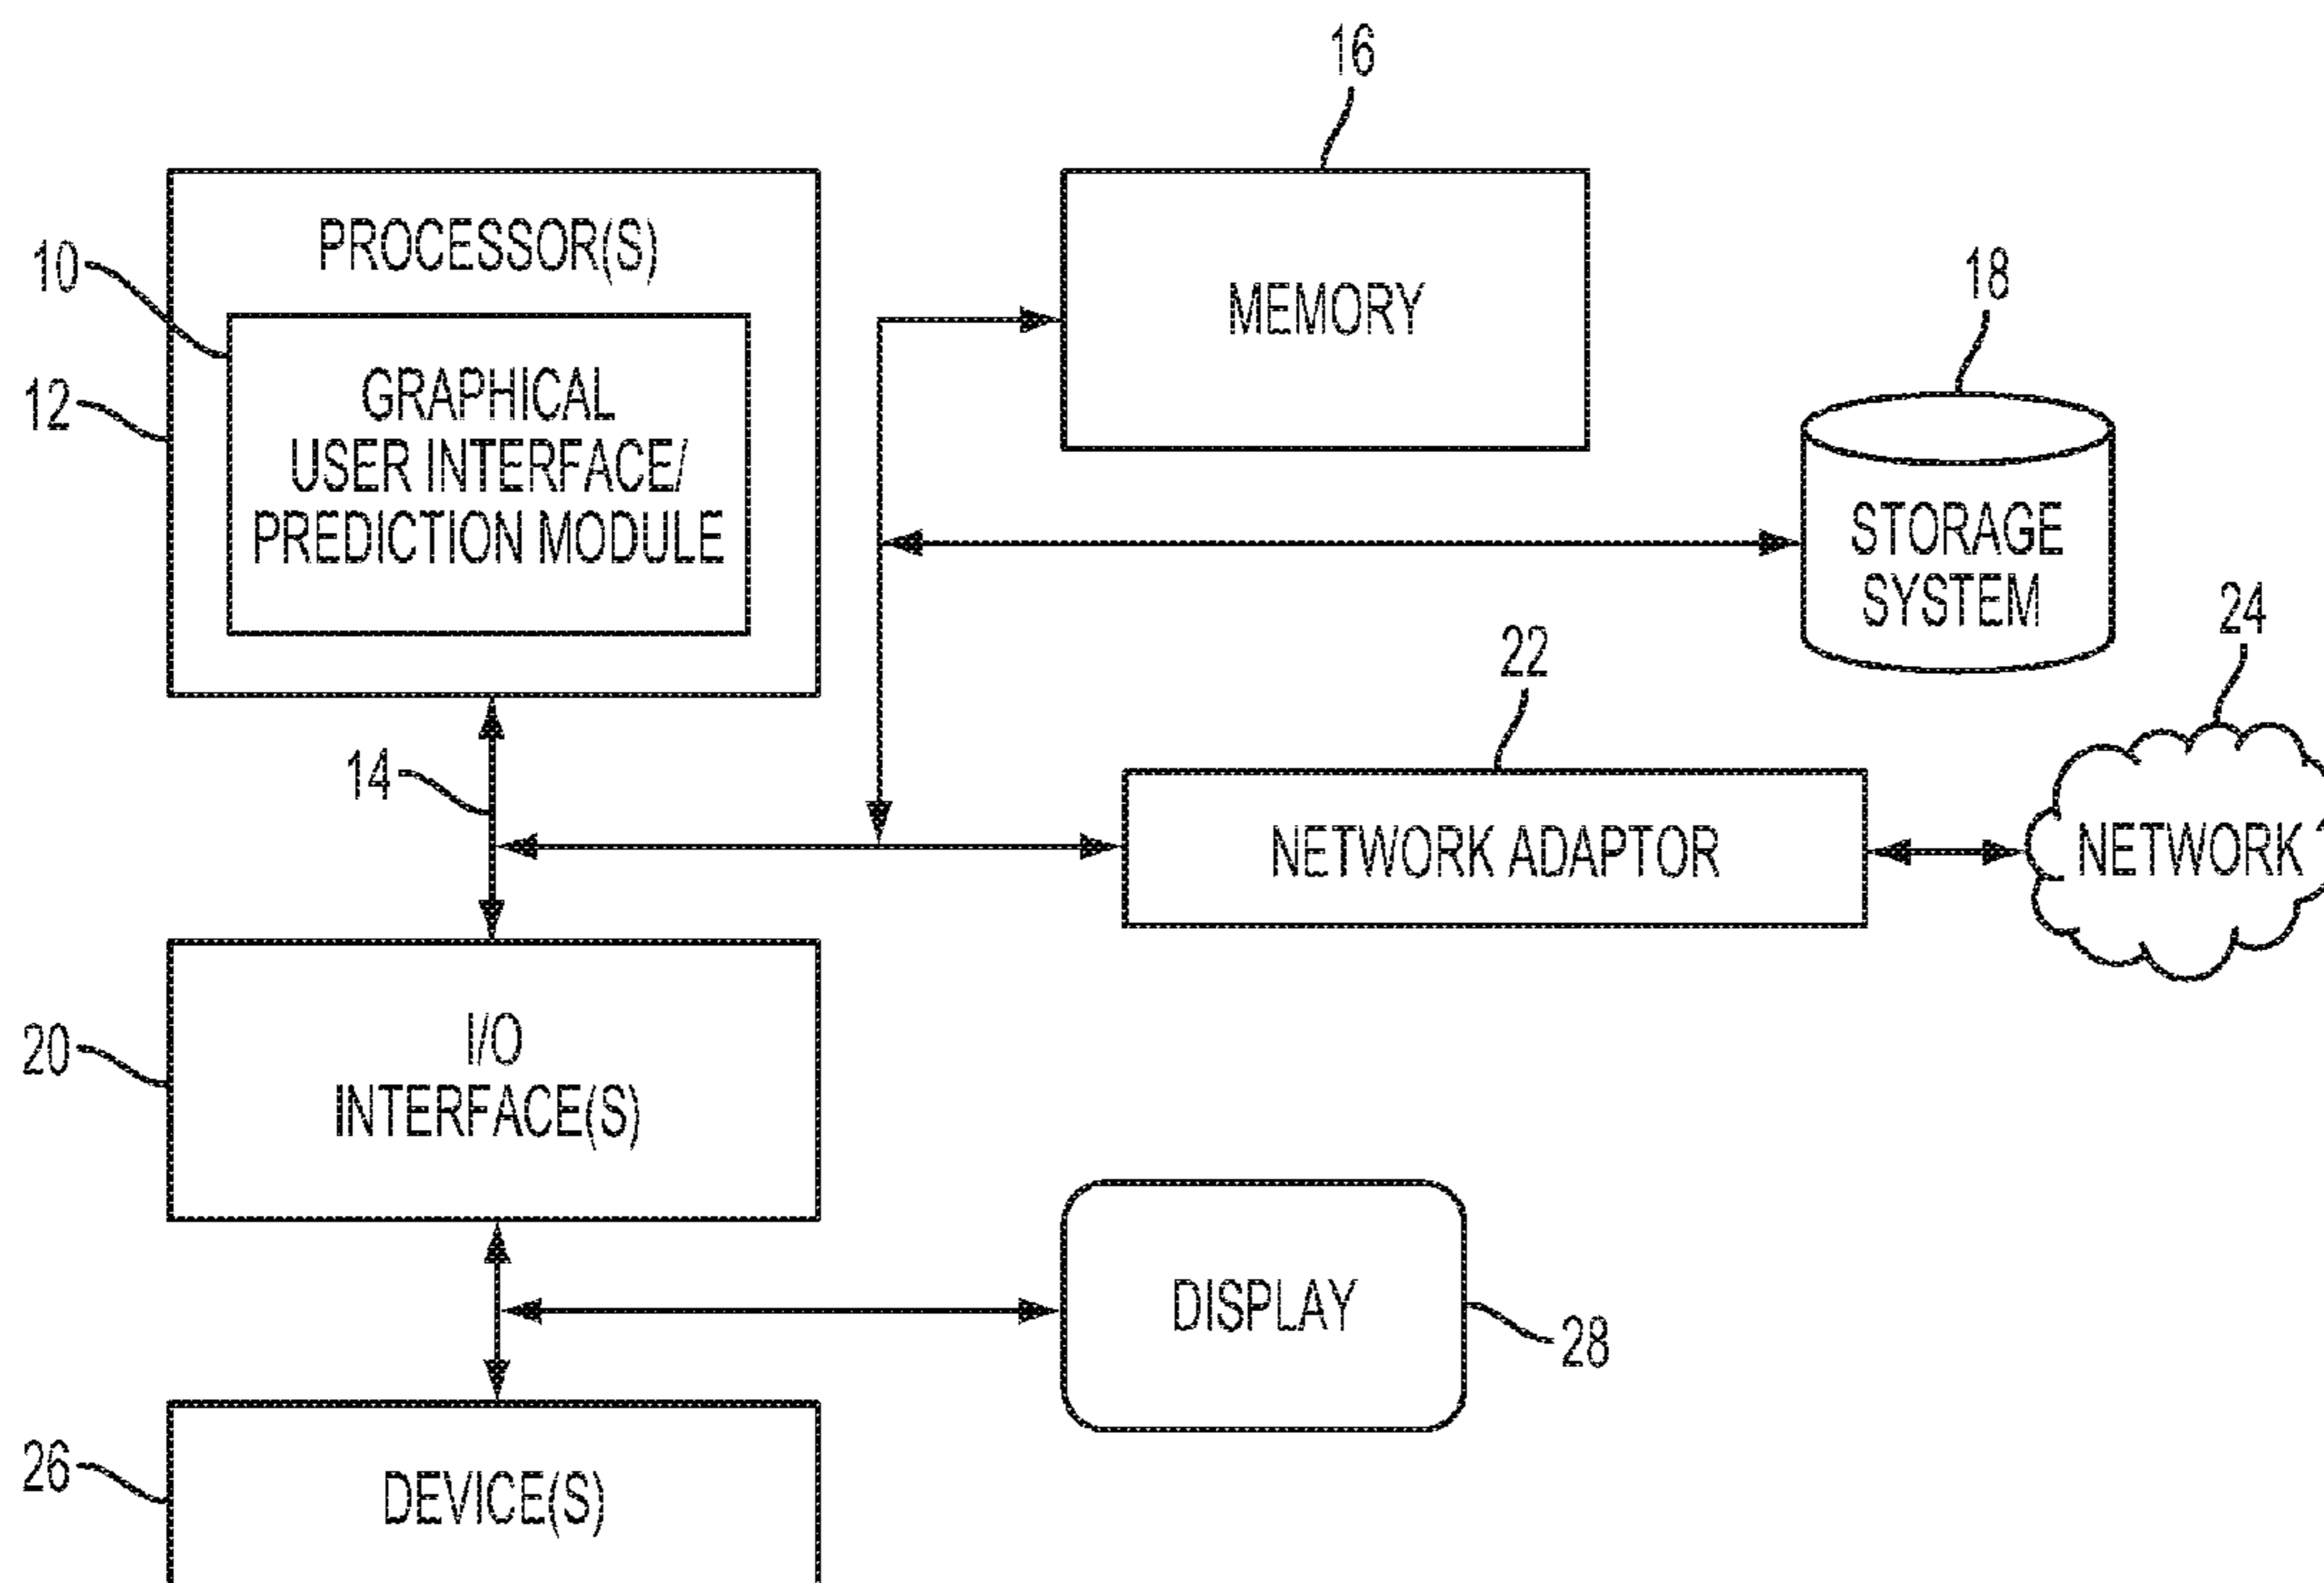 16
PROCESSOR(S)
10
12
GRAPHICAL
USER INTERFACE/
PREDICTION MODULE
MEMORY
18
STORAGE
SYSTEM
24
22
14
NETWORK ADAPTOR
NETWORK
20
I/O
INTERFACE(S)
DISPLAY
28
26
DEVICE(S)